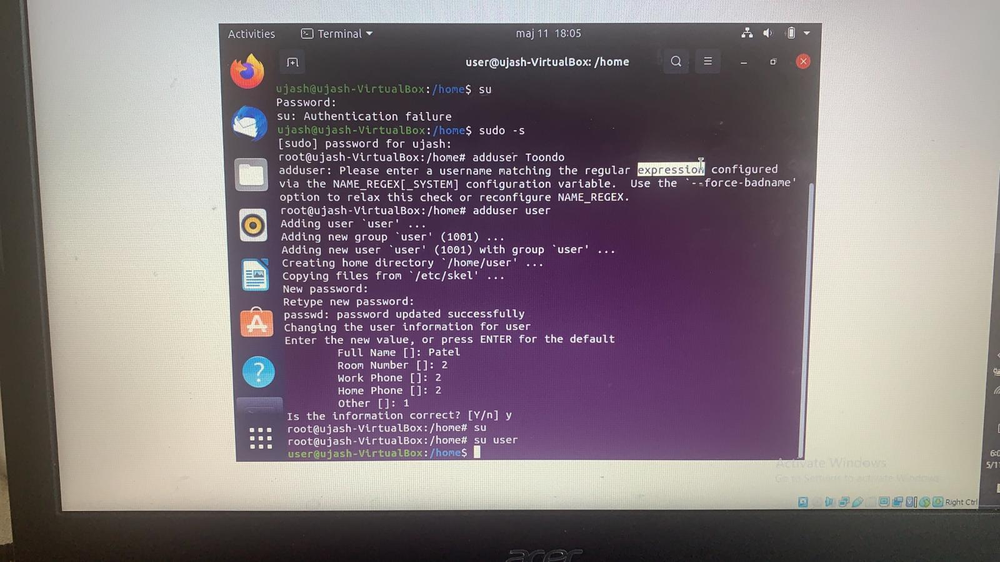 Activities
Terminal
maj 11 18:05
user@ujash-VirtualBox: /home
ujash@ujash-VirtualBox:/home$ su
Password:
su: Authentication failure
ujash@ujash-VirtualBox:/home$ sudo -s
[sudo] password for ujash:
root@ujash-VirtualBox:/home# adduser Toondo
adduser: Please enter a username matching the regular expression configured
via the NAME_REGEX[_SYSTEM] configuration variable.  Use the `--force-badname'
option to relax this check or reconfigure NAME_REGEX.
root@ujash-VirtualBox:/home# adduser user
Adding user `user' ...
Adding new group `user' (1001) ...
Adding new user `user' (1001) with group `user' ...
Creating home directory `/home/user' ...
Copying files from `/etc/skel' ...
New password:
Retype new password:
passwd: password updated successfully
Changing the user information for user
Enter the new value, or press ENTER for the default
Full Name []: Patel
Room Number []: 2
Work Phone []: 2
Home Phone []: 2
Other []: 1
Is the information correct? [Y/n] y
root@ujash-VirtualBox:/home# su
root@ujash-VirtualBox:/home# su user
user@ujash-VirtualBox:/home$
Activate Windows
Go to Settings to activate Windows.
Right Ctrl
acer